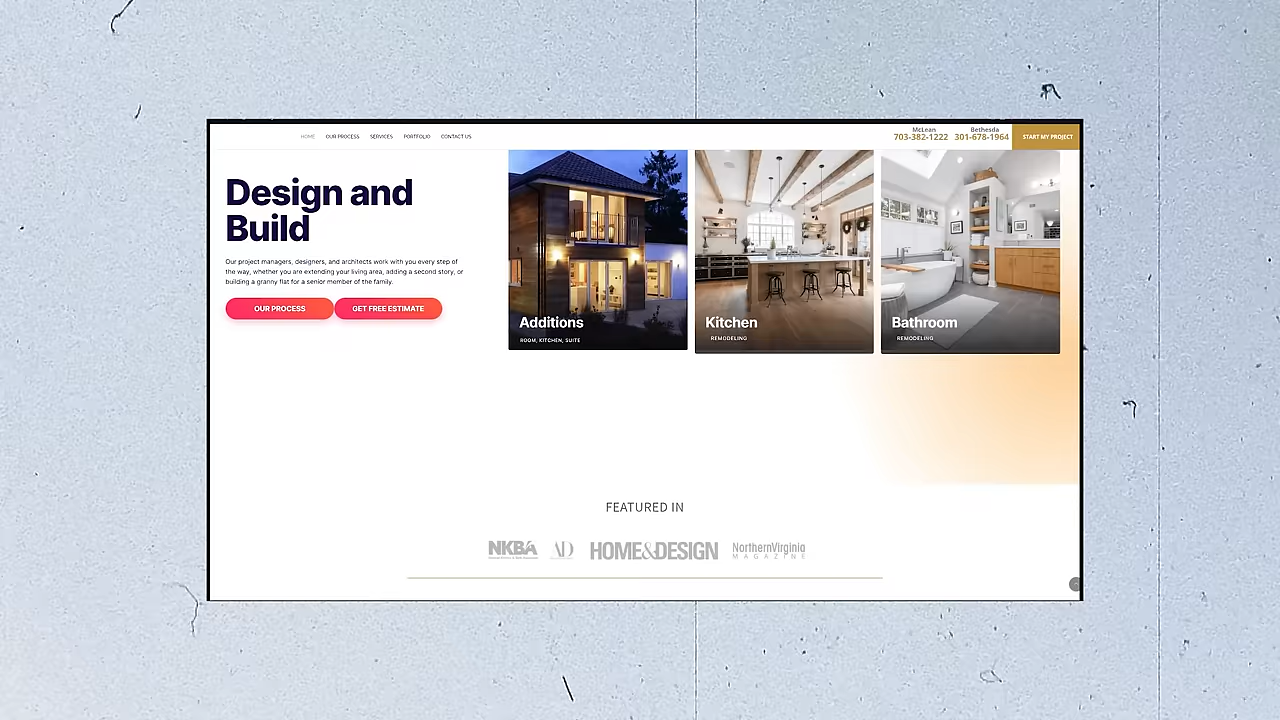 HOME OUR PROCESS SERVICES PORTFOLIO CONTACT US
McLean
703-382-1222
Bethesda
301-678-1964
START MY PROJECT
Design and
Build
Our project managers, designers, and architects work with you every step of
the way, whether you are extending your living area, adding a second story, or
building a granny flat for a senior member of the family.
OUR PROCESS
GET FREE ESTIMATE
Additions
ROOM, KITCHEN, SUITE
Kitchen
REMODELING
Bathroom
REMODELING
FEATURED IN
NKBA
AD
HOME&DESIGN
NorthernVirginia
MAGAZINE